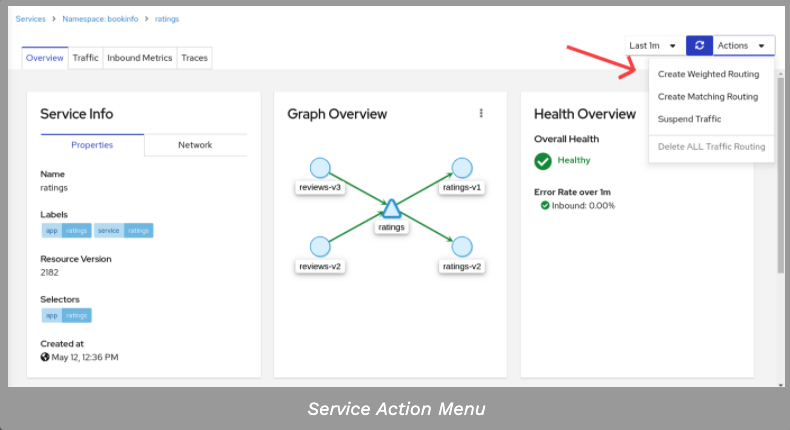 Services > Namespace: bookinfo > ratings
Last 1m
Actions
Overview Traffic Inbound Metrics Traces
Create Weighted Routing
Create Matching Routing
Suspend Traffic
Delete ALL Traffic Routing
Service Info
Properties Network
Name
ratings
Labels
app ratings service ratings
Resource Version
2182
Selectors
app ratings
Created at
May 12, 12:36 PM
Graph Overview
reviews-v3
ratings-v1
ratings
reviews-v2
ratings-v2
Health Overview
Overall Health
Healthy
Error Rate over 1m
Inbound: 0.00%
Service Action Menu